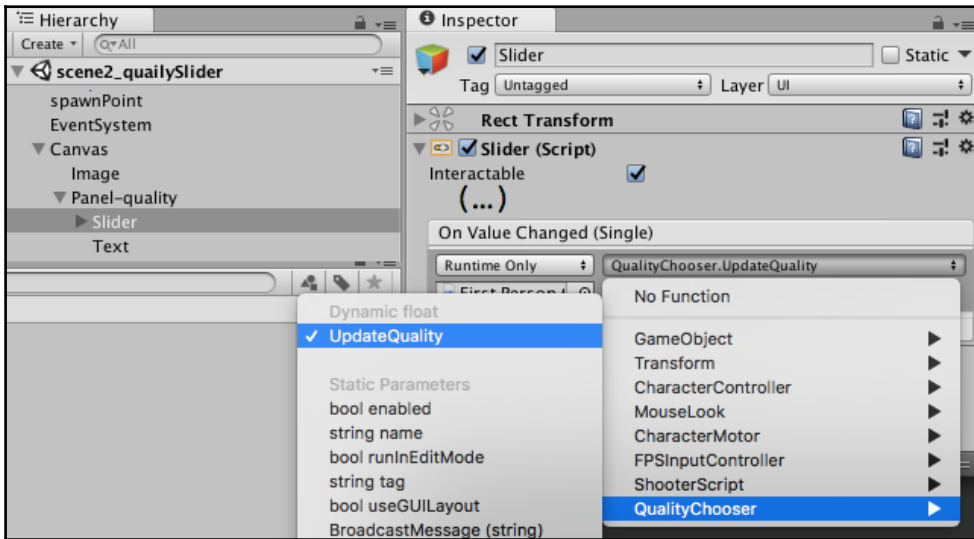 Hierarchy
Create
All
scene2_quailySlider
spawnPoint
EventSystem
Canvas
Image
Panel-quality
Slider
Text
Inspector
Slider
Static
Tag Untagged Layer UI
Rect Transform
Slider (Script)
Interactable
(...)
On Value Changed (Single)
Runtime Only QualityChooser.UpdateQuality
First Person
Dynamic float
UpdateQuality
Static Parameters
bool enabled
string name
bool runInEditMode
string tag
bool useGUILayout
BroadcastMessage (string)
No Function
GameObject
Transform
CharacterController
MouseLook
CharacterMotor
FPSInputController
ShooterScript
QualityChooser